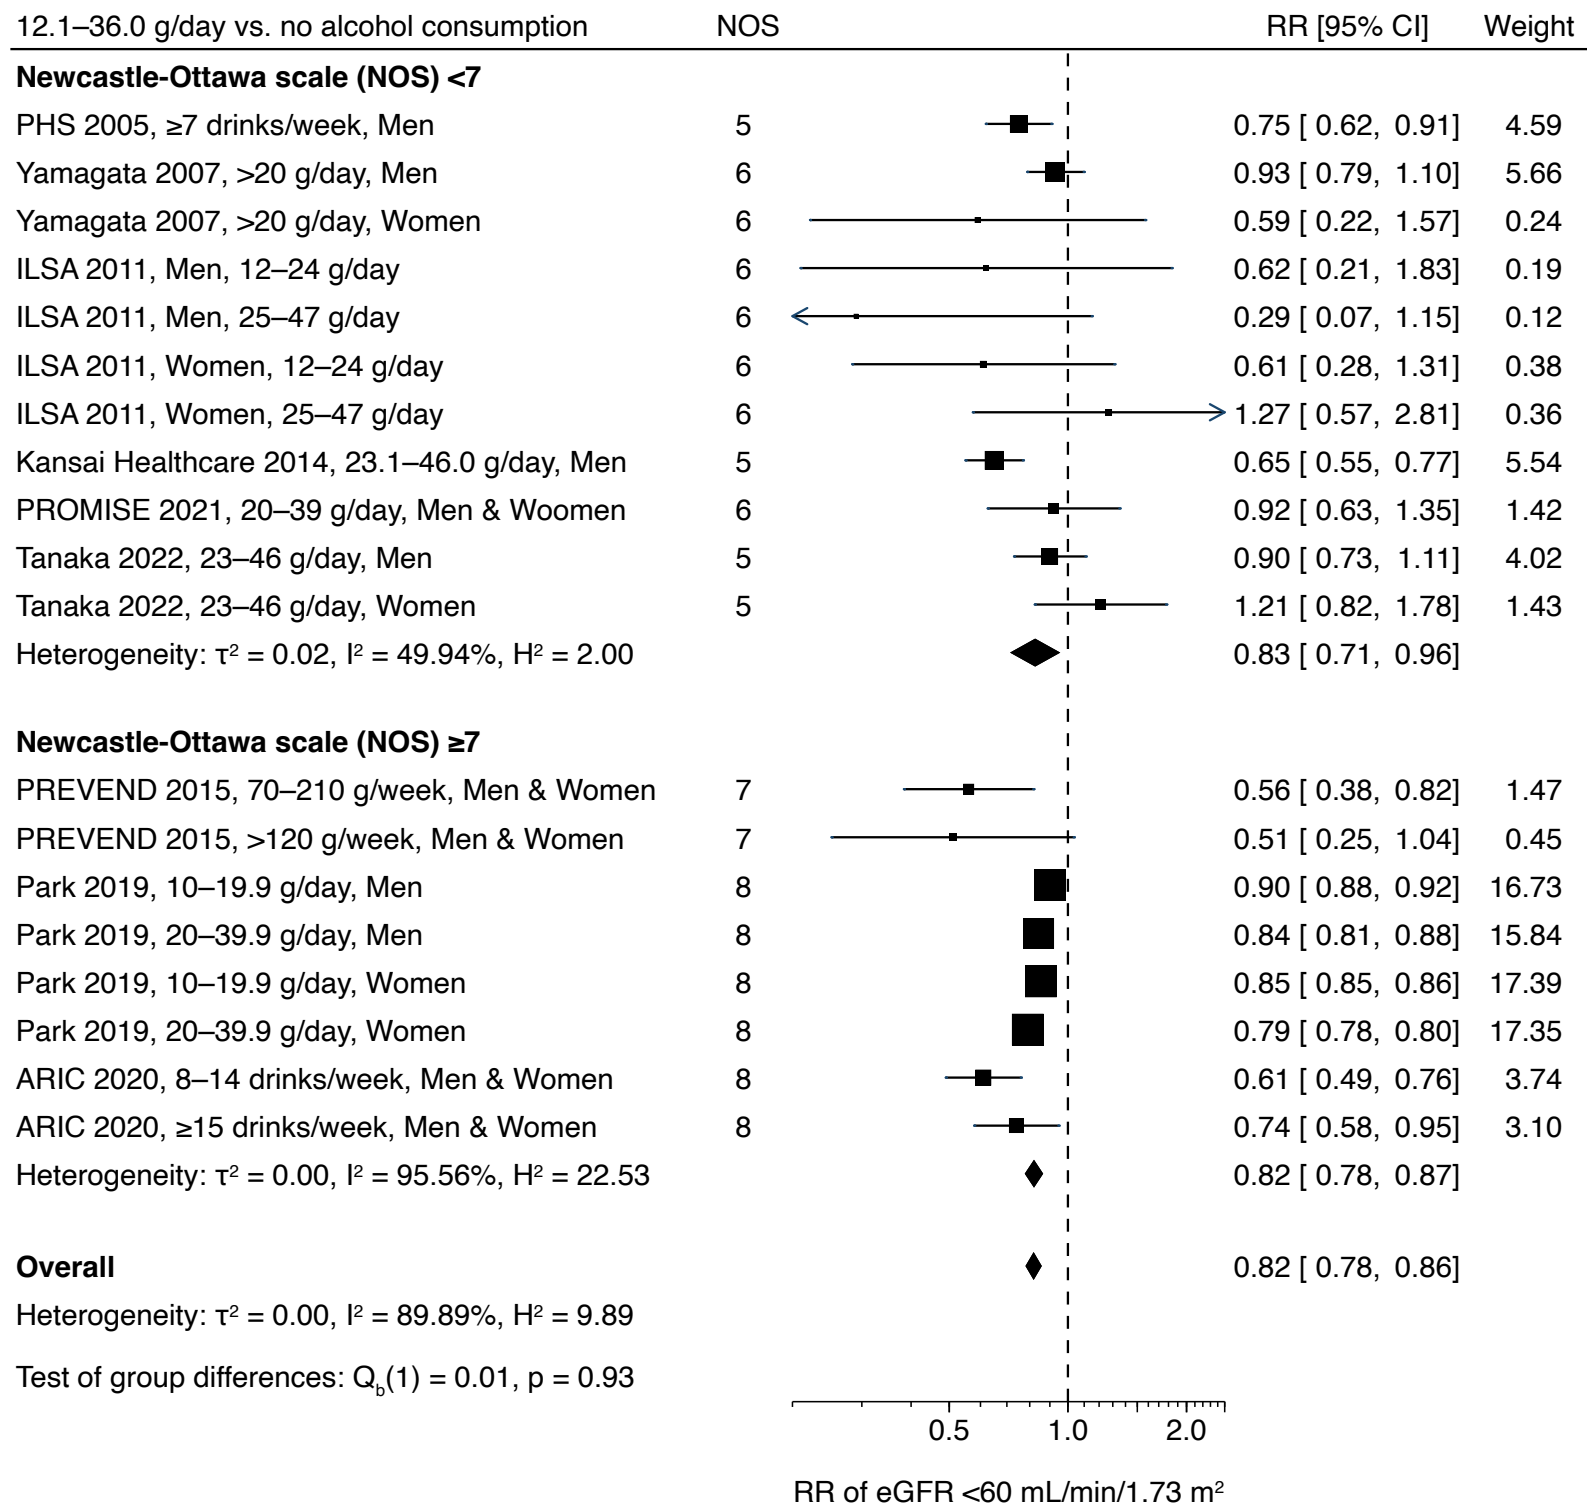 12.1–36.0 g/day vs. no alcohol consumption NOS RR [95% CI] Weight
Newcastle-Ottawa scale (NOS) <7
PHS 2005, ≥7 drinks/week, Men 5 0.75 [ 0.62, 0.91] 4.59
Yamagata 2007, >20 g/day, Men 6 0.93 [ 0.79, 1.10] 5.66
Yamagata 2007, >20 g/day, Women 6 0.59 [ 0.22, 1.57] 0.24
ILSA 2011, Men, 12–24 g/day 6 0.62 [ 0.21, 1.83] 0.19
ILSA 2011, Men, 25–47 g/day 6 0.29 [ 0.07, 1.15] 0.12
ILSA 2011, Women, 12–24 g/day 6 0.61 [ 0.28, 1.31] 0.38
ILSA 2011, Women, 25–47 g/day 6 1.27 [ 0.57, 2.81] 0.36
Kansai Healthcare 2014, 23.1–46.0 g/day, Men 5 0.65 [ 0.55, 0.77] 5.54
PROMISE 2021, 20–39 g/day, Men & Woomen 6 0.92 [ 0.63, 1.35] 1.42
Tanaka 2022, 23–46 g/day, Men 5 0.90 [ 0.73, 1.11] 4.02
Tanaka 2022, 23–46 g/day, Women 5 1.21 [ 0.82, 1.78] 1.43
Heterogeneity: τ² = 0.02, I² = 49.94%, H² = 2.00 0.83 [ 0.71, 0.96]
Newcastle-Ottawa scale (NOS) ≥7
PREVEND 2015, 70–210 g/week, Men & Women 7 0.56 [ 0.38, 0.82] 1.47
PREVEND 2015, >120 g/week, Men & Women 7 0.51 [ 0.25, 1.04] 0.45
Park 2019, 10–19.9 g/day, Men 8 0.90 [ 0.88, 0.92] 16.73
Park 2019, 20–39.9 g/day, Men 8 0.84 [ 0.81, 0.88] 15.84
Park 2019, 10–19.9 g/day, Women 8 0.85 [ 0.85, 0.86] 17.39
Park 2019, 20–39.9 g/day, Women 8 0.79 [ 0.78, 0.80] 17.35
ARIC 2020, 8–14 drinks/week, Men & Women 8 0.61 [ 0.49, 0.76] 3.74
ARIC 2020, ≥15 drinks/week, Men & Women 8 0.74 [ 0.58, 0.95] 3.10
Heterogeneity: τ² = 0.00, I² = 95.56%, H² = 22.53 0.82 [ 0.78, 0.87]
Overall 0.82 [ 0.78, 0.86]
Heterogeneity: τ² = 0.00, I² = 89.89%, H² = 9.89
Test of group differences: Q_b(1) = 0.01, p = 0.93
0.5 1.0 2.0
RR of eGFR <60 mL/min/1.73 m²